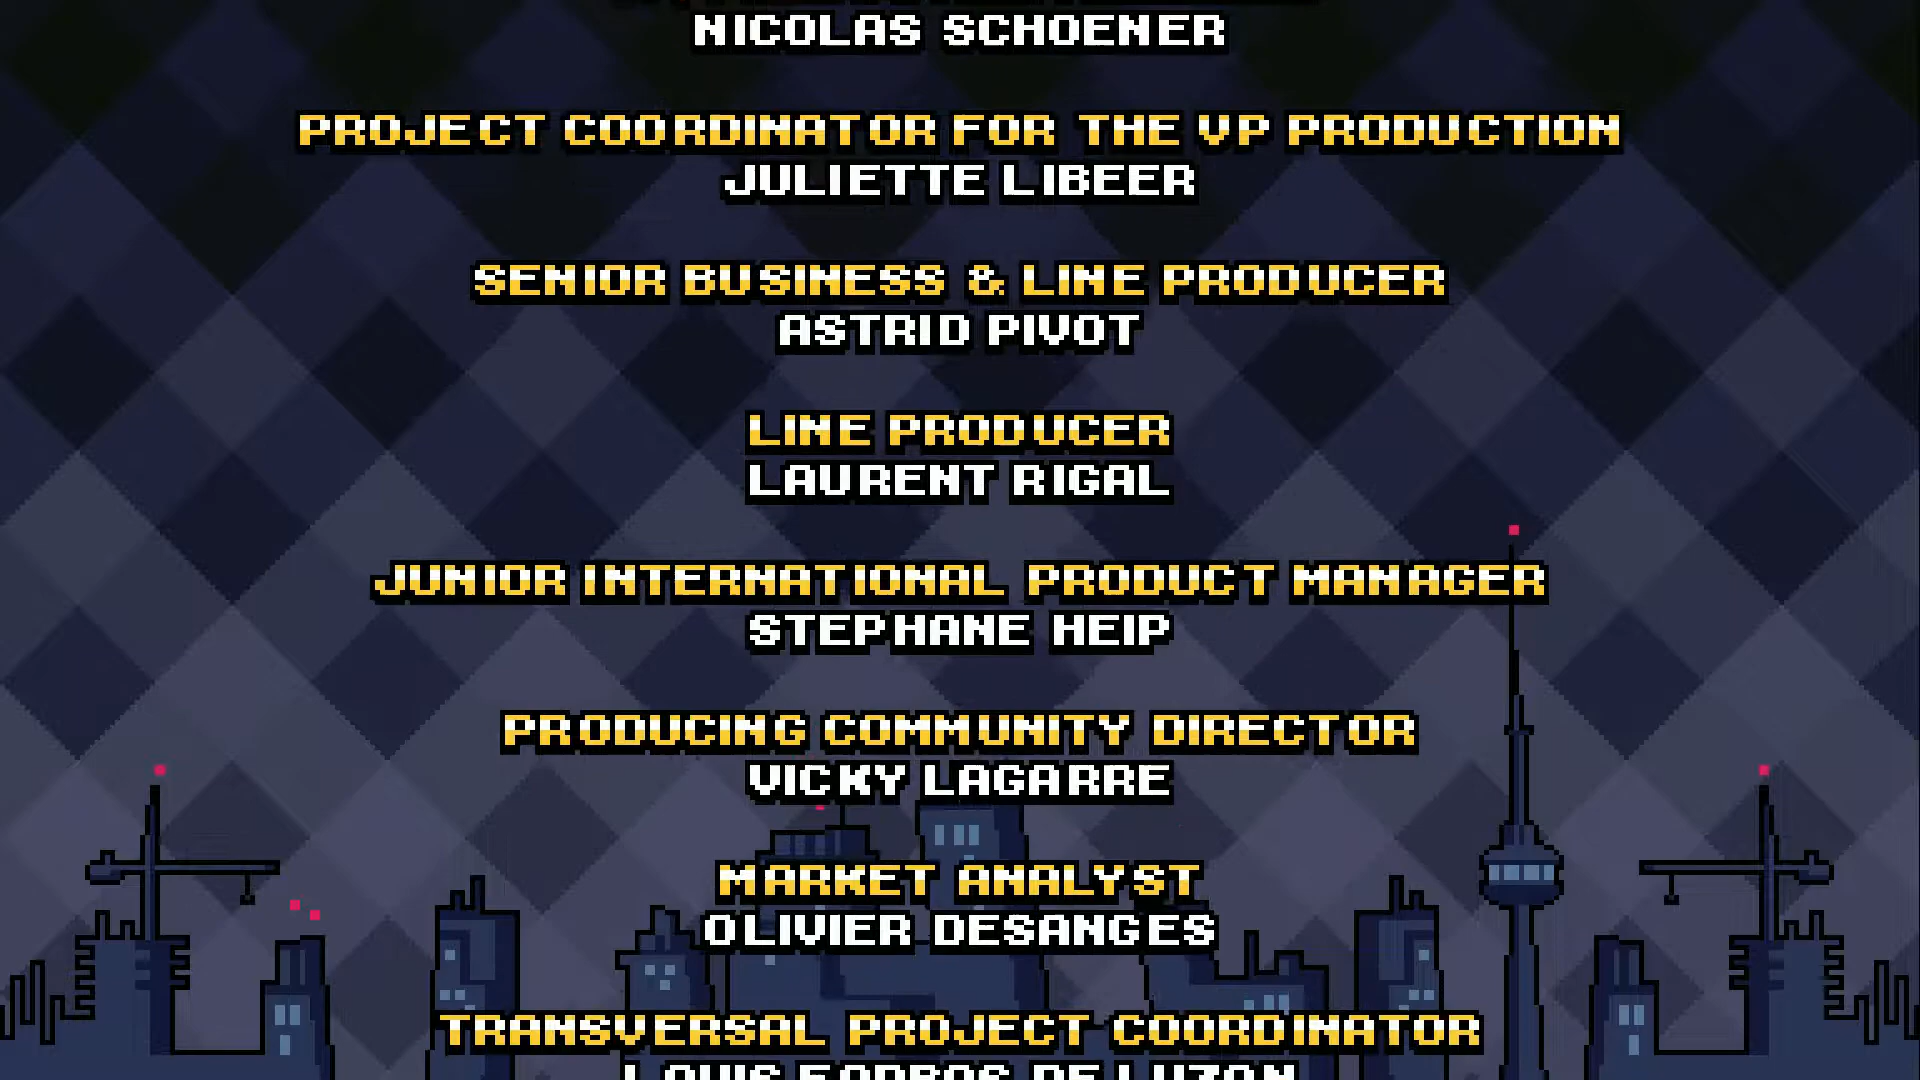 NICOLAS SCHOENER
PROJECT COORDINATOR FOR THE VP PRODUCTION
JULIETTE LIBEER
SENIOR BUSINESS & LINE PRODUCER
ASTRID PIVOT
LINE PRODUCER
LAURENT RIGAL
JUNIOR INTERNATIONAL PRODUCT MANAGER
STEPHANE HEIP
PRODUCING COMMUNITY DIRECTOR
VICKY LAGARRE
MARKET ANALYST
OLIVIER DESANGES
TRANSVERSAL PROJECT COORDINATOR
LOUIS DE